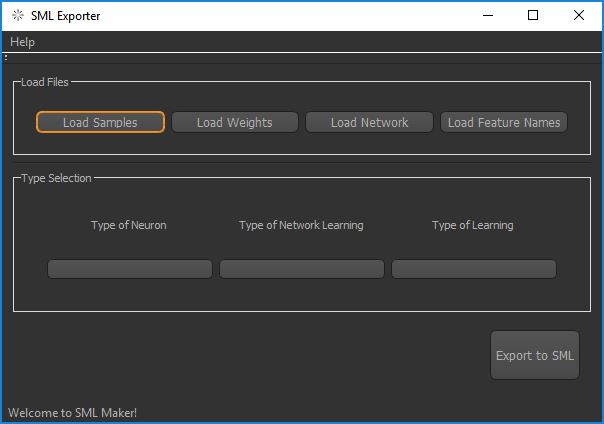 SML Exporter
Help
Load Files
Load Samples Load Weights Load Network Load Feature Names
Type Selection
Type of Neuron Type of Network Learning Type of Learning
Export to SML
Welcome to SML Maker!